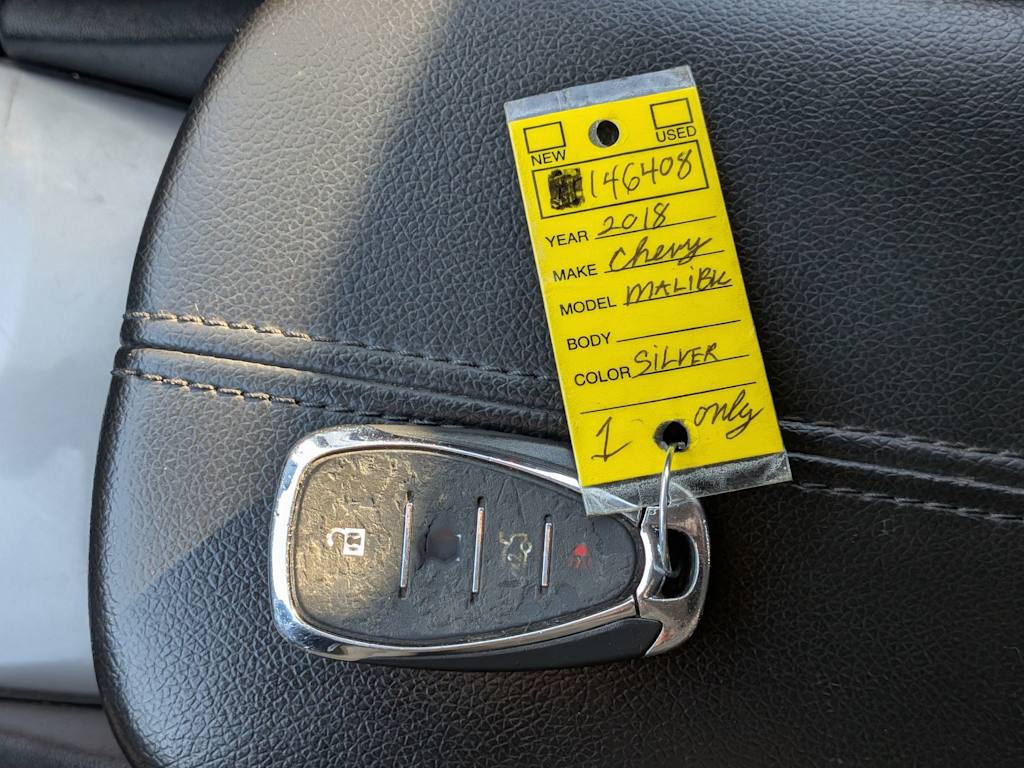 NEW USED
146408
YEAR 2018
MAKE Chevy
MODEL MALIBU
BODY
COLOR SILVER
1 only